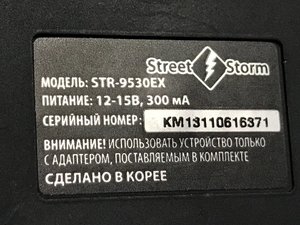 Street Storm
МОДЕЛЬ: STR-9530EX
ПИТАНИЕ: 12-15В, 300 мА
СЕРИЙНЫЙ НОМЕР: KM13110616371
ВНИМАНИЕ! ИСПОЛЬЗУЙТЕ УСТРОЙСТВО ТОЛЬКО
С АДАПТЕРОМ, ПОСТАВЛЯЕМЫМ В КОМПЛЕКТЕ
СДЕЛАНО В КОРЕЕ